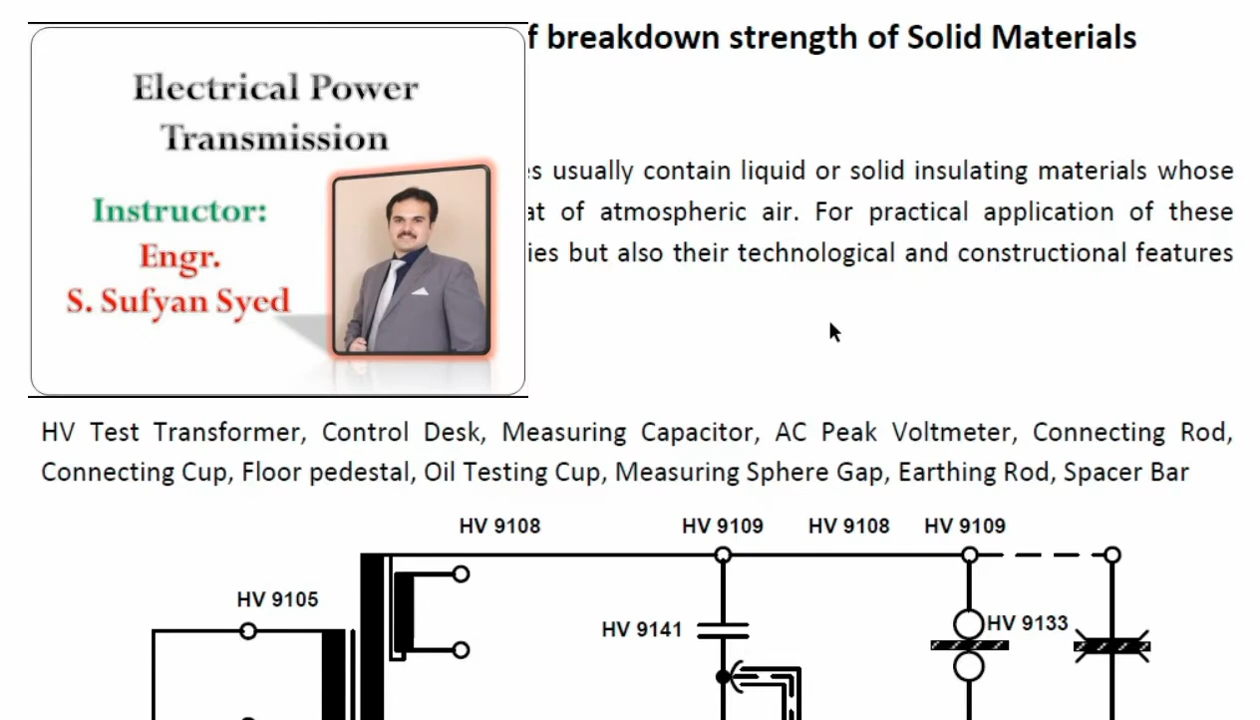 f breakdown strength of Solid Materials
Electrical Power
Transmission
Instructor:
Engr.
S. Sufyan Syed
s usually contain liquid or solid insulating materials whose
at of atmospheric air. For practical application of these
ies but also their technological and constructional features
HV Test Transformer, Control Desk, Measuring Capacitor, AC Peak Voltmeter, Connecting Rod,
Connecting Cup, Floor pedestal, Oil Testing Cup, Measuring Sphere Gap, Earthing Rod, Spacer Bar
HV 9108 HV 9109 HV 9108 HV 9109
HV 9105
HV 9141
HV 9133